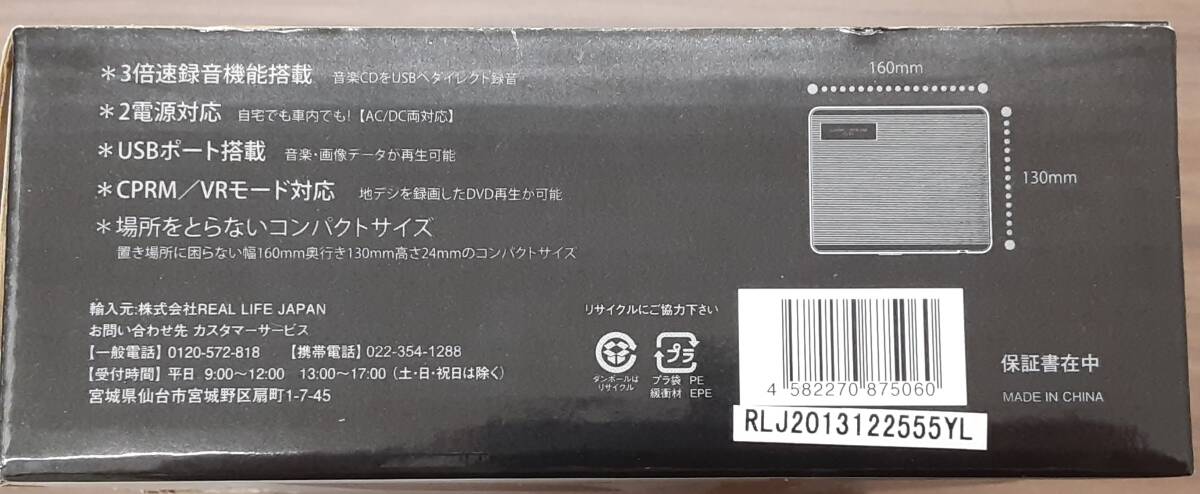 ＊3倍速録音機能搭載 音楽CDをUSBへダイレクト録音
＊2電源対応 自宅でも車内でも!【AC/DC両対応】
＊USBポート搭載 音楽・画像データが再生可能
＊CPRM／VRモード対応 地デジを録画したDVD再生が可能
＊場所をとらないコンパクトサイズ
置き場所に困らない幅160mm奥行き130mm高さ24mmのコンパクトサイズ
160mm
130mm
輸入元:株式会社REAL LIFE JAPAN
お問い合わせ先 カスタマーサービス
【一般電話】0120-572-818 【携帯電話】022-354-1288
【受付時間】平日 9:00〜12:00 13:00〜17:00（土・日・祝日は除く）
宮城県仙台市宮城野区扇町1-7-45
リサイクルにご協力下さい
ダンボールは
リサイクル
プラ
プラ袋 PE
緩衝材 EPE
4 582270 875060
RLJ2013122555YL
保証書在中
MADE IN CHINA